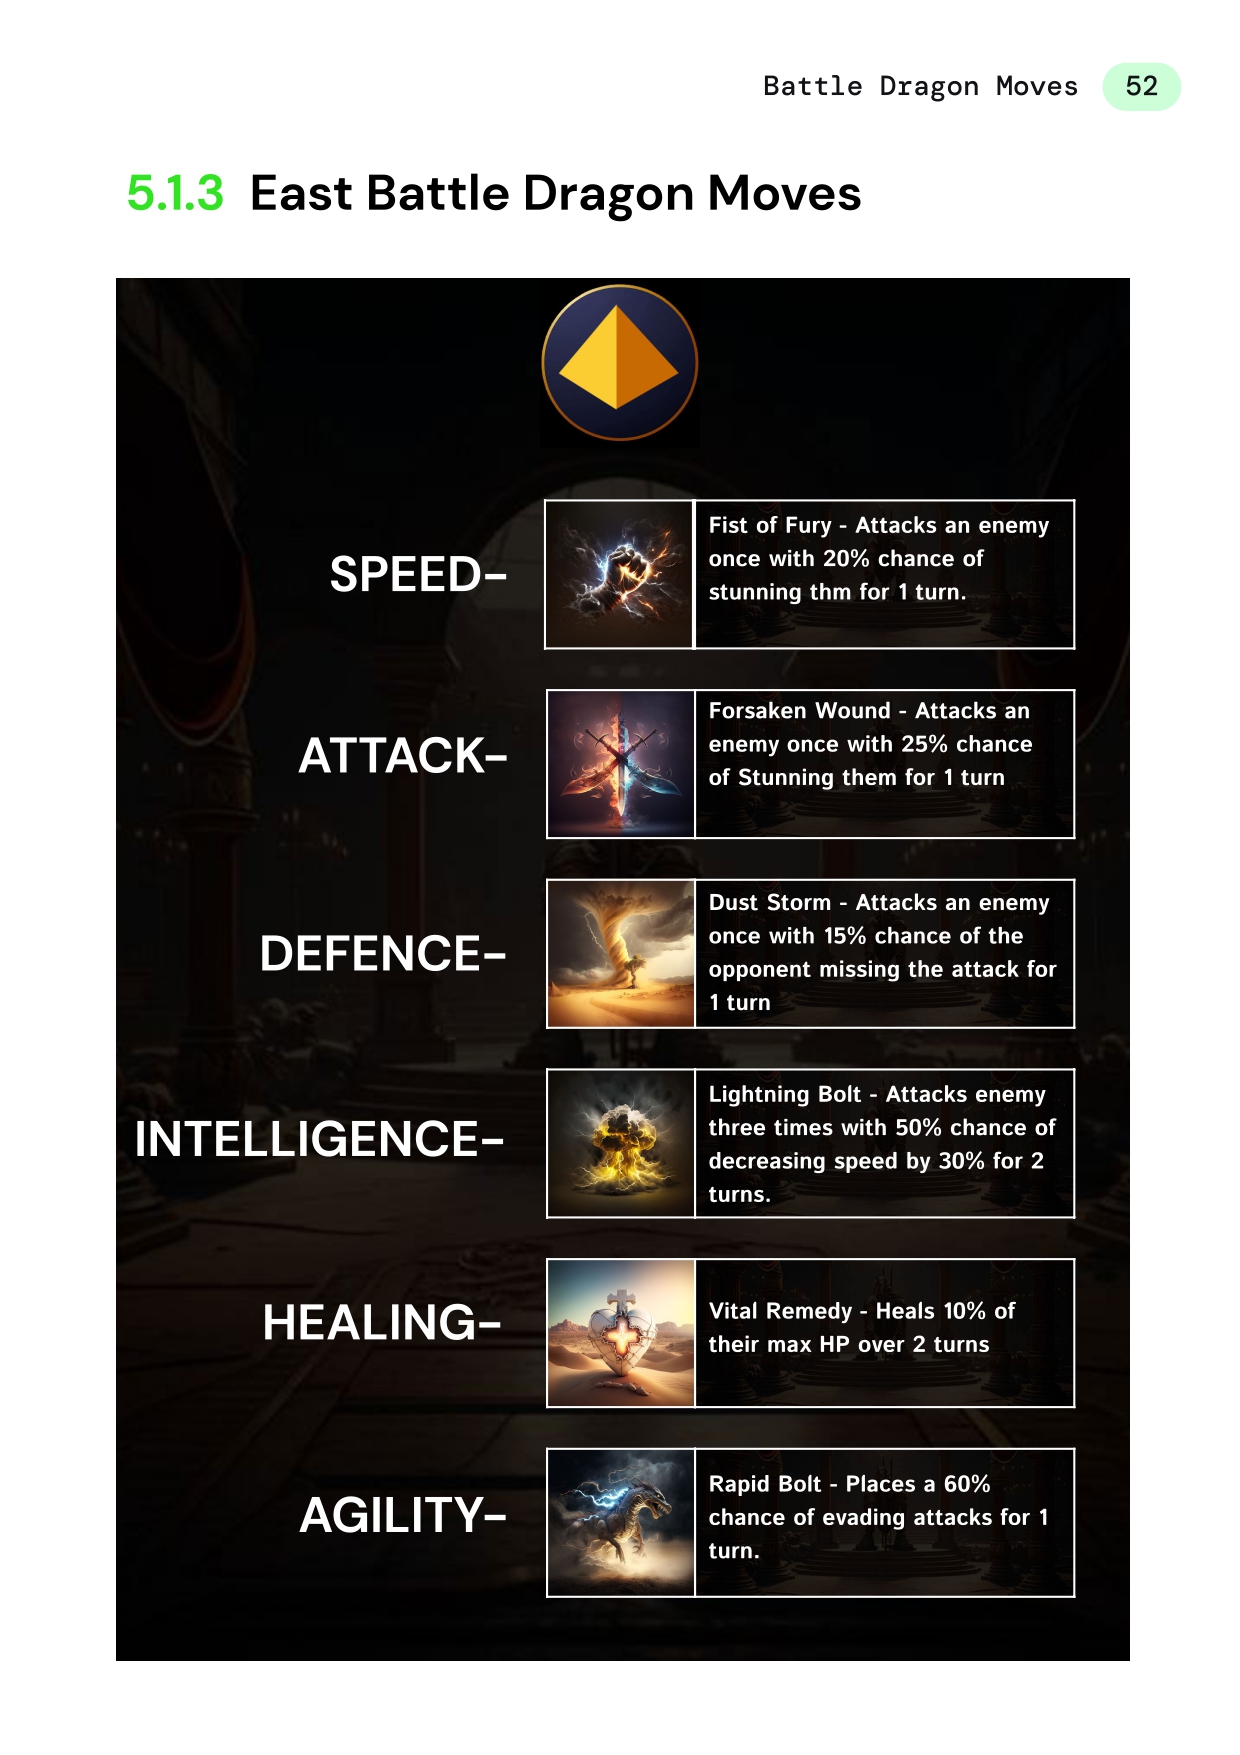 Battle Dragon Moves 52
5.1.3 East Battle Dragon Moves
SPEED-
Fist of Fury - Attacks an enemy
once with 20% chance of
stunning thm for 1 turn.
ATTACK-
Forsaken Wound - Attacks an
enemy once with 25% chance
of Stunning them for 1 turn
DEFENCE-
Dust Storm - Attacks an enemy
once with 15% chance of the
opponent missing the attack for
1 turn
INTELLIGENCE-
Lightning Bolt - Attacks enemy
three times with 50% chance of
decreasing speed by 30% for 2
turns.
HEALING-
Vital Remedy - Heals 10% of
their max HP over 2 turns
AGILITY-
Rapid Bolt - Places a 60%
chance of evading attacks for 1
turn.